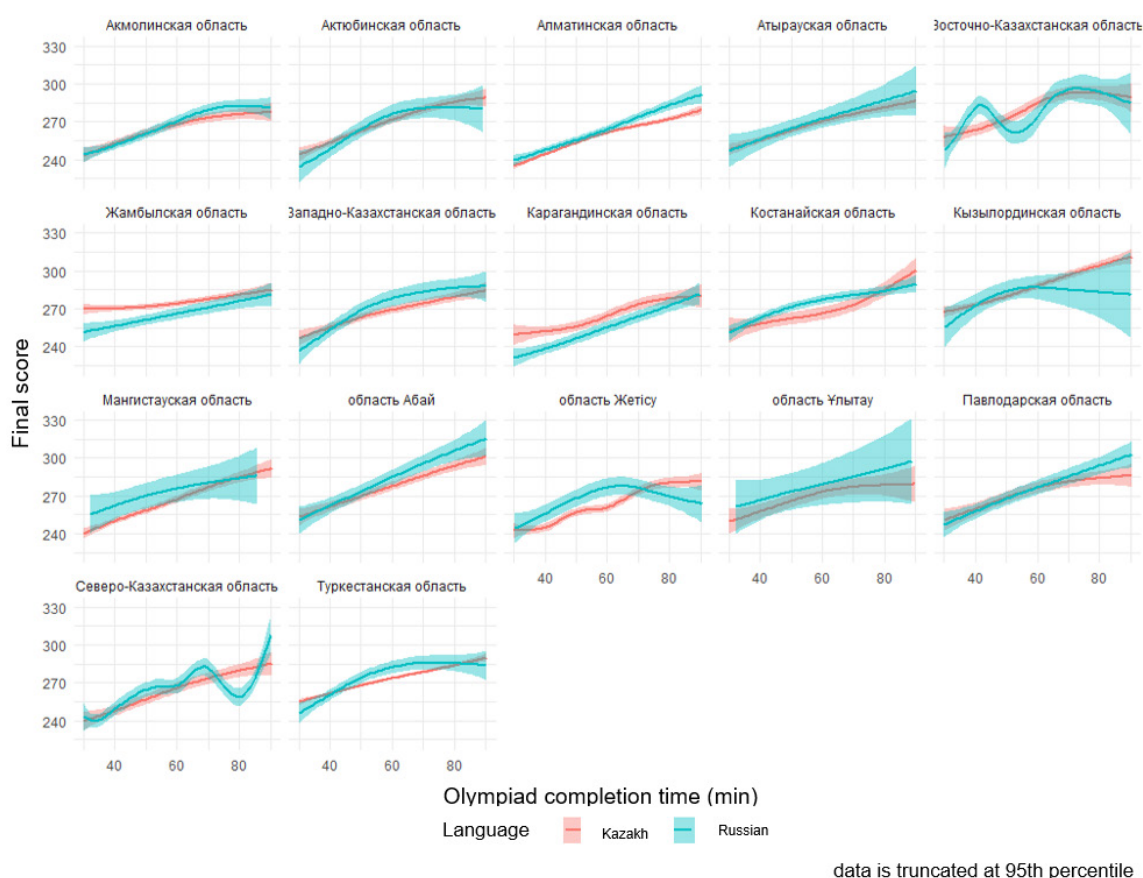 Акмолинская область
Актюбинская область
Алматинская область
Атырауская область
Восточно-Казахстанская область
330
300
270
240
Жамбылская область
Западно-Казахстанская область
Карагандинская область
Костанайская область
Кызылординская область
330
300
270
240
Мангистауская область
область Абай
область Жетісу
область Ұлытау
Павлодарская область
330
300
270
240
40 60 80
40 60 80
40 60 80
Северо-Казахстанская область
Туркестанская область
330
300
270
240
40 60 80
40 60 80
Final score
Olympiad completion time (min)
Language Kazakh Russian
data is truncated at 95th percentile